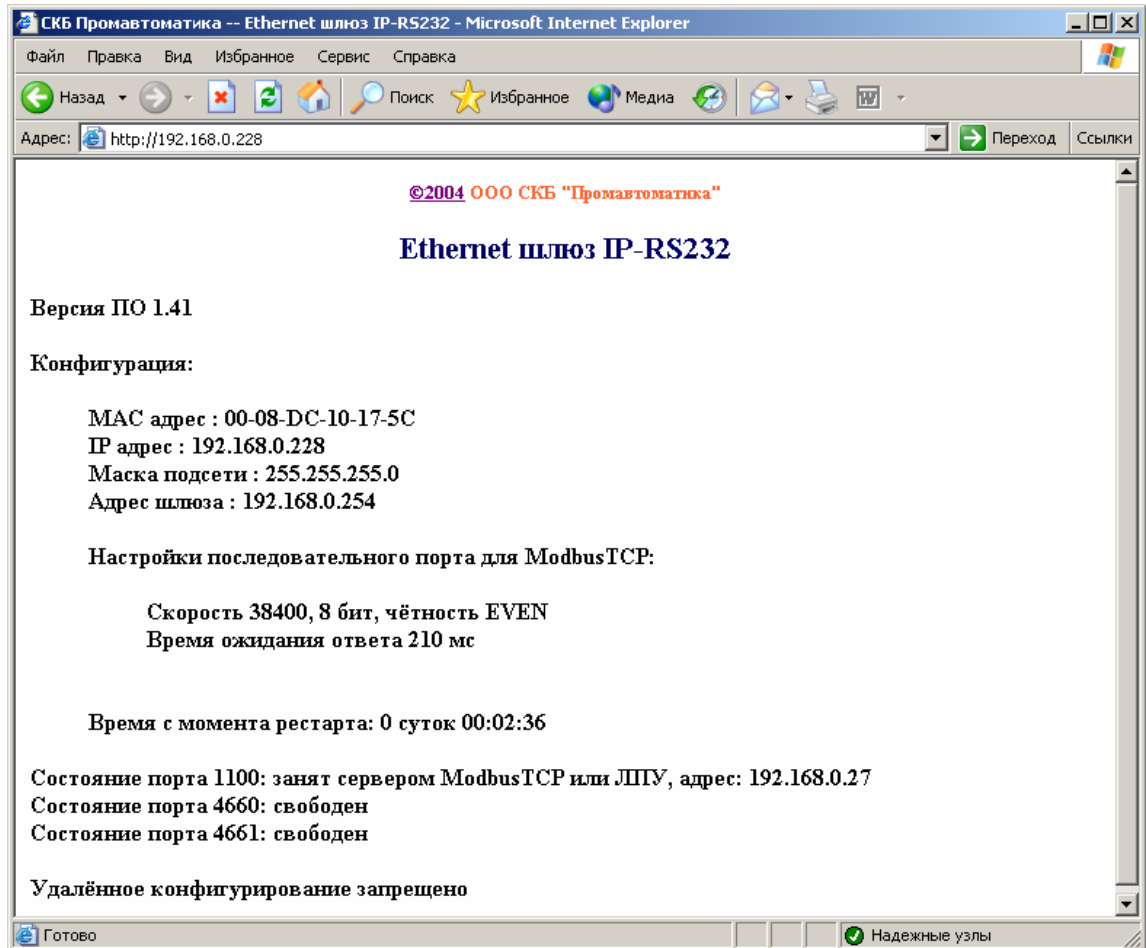 СКБ Промавтоматика -- Ethernet шлюз IP-RS232 - Microsoft Internet Explorer
Файл Правка Вид Избранное Сервис Справка
Назад Поиск Избранное Медиа
Адрес: http://192.168.0.228 Переход Ссылки
©2004 ООО СКБ "Промавтоматика"
Ethernet шлюз IP-RS232
Версия ПО 1.41
Конфигурация:
MAC адрес : 00-08-DC-10-17-5C
IP адрес : 192.168.0.228
Маска подсети : 255.255.255.0
Адрес шлюза : 192.168.0.254
Настройки последовательного порта для ModbusTCP:
Скорость 38400, 8 бит, чётность EVEN
Время ожидания ответа 210 мс
Время с момента рестарта: 0 суток 00:02:36
Состояние порта 1100: занят сервером ModbusTCP или ЛПУ, адрес: 192.168.0.27
Состояние порта 4660: свободен
Состояние порта 4661: свободен
Удалённое конфигурирование запрещено
Готово Надежные узлы